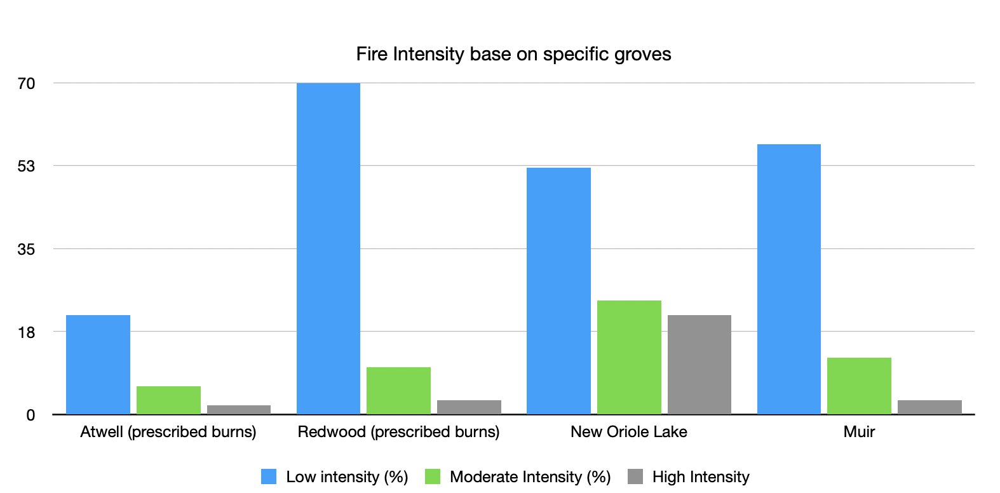 Fire Intensity base on specific groves
70
53
35
18
0
Atwell (prescribed burns) Redwood (prescribed burns) New Oriole Lake Muir
Low intensity (%) Moderate Intensity (%) High Intensity